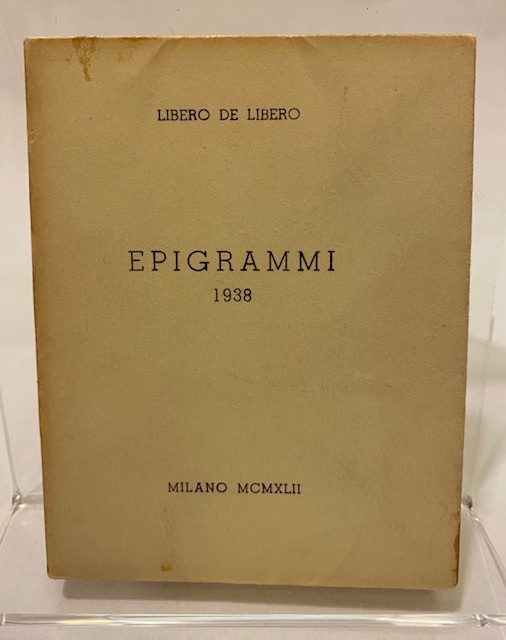 LIBERO DE LIBERO
EPIGRAMMI
1938
MILANO MCMXLII